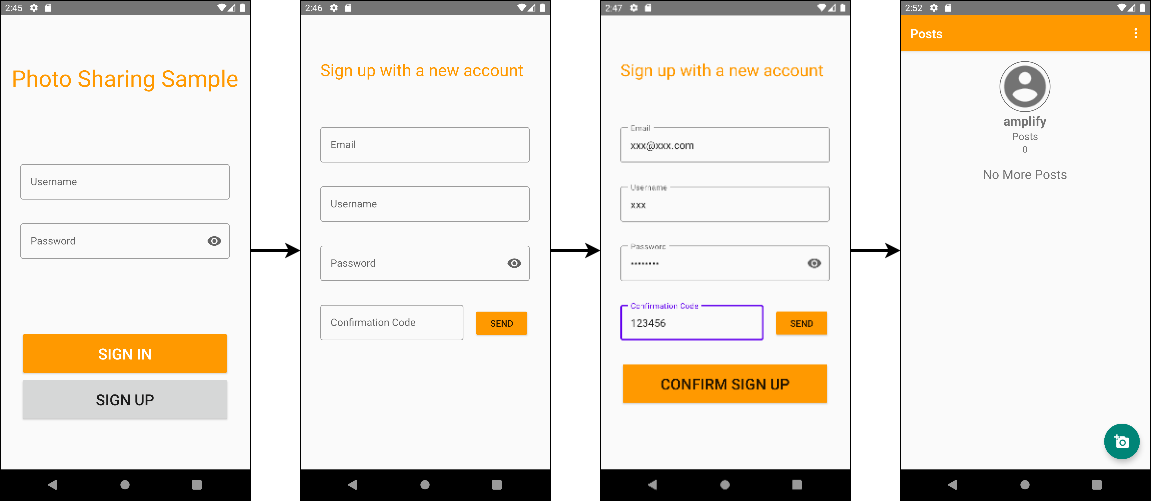 2:45
Photo Sharing Sample
Username
Password
SIGN IN
SIGN UP
2:46
Sign up with a new account
Email
Username
Password
Confirmation Code
SEND
2:47
Sign up with a new account
Email
xxx@xxx.com
Username
xxx
Password
••••••••
Confirmation Code
123456
SEND
CONFIRM SIGN UP
2:52
Posts
amplify
Posts
0
No More Posts